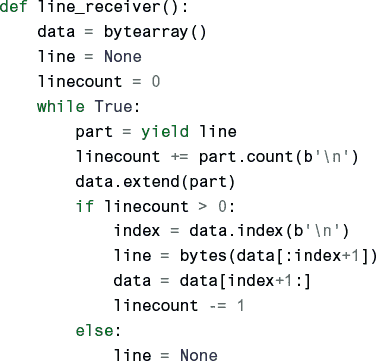 def line_receiver():
    data = bytearray()
    line = None
    linecount = 0
    while True:
        part = yield line
        linecount += part.count(b'\n')
        data.extend(part)
        if linecount > 0:
            index = data.index(b'\n')
            line = bytes(data[:index+1])
            data = data[index+1:]
            linecount -= 1
        else:
            line = None